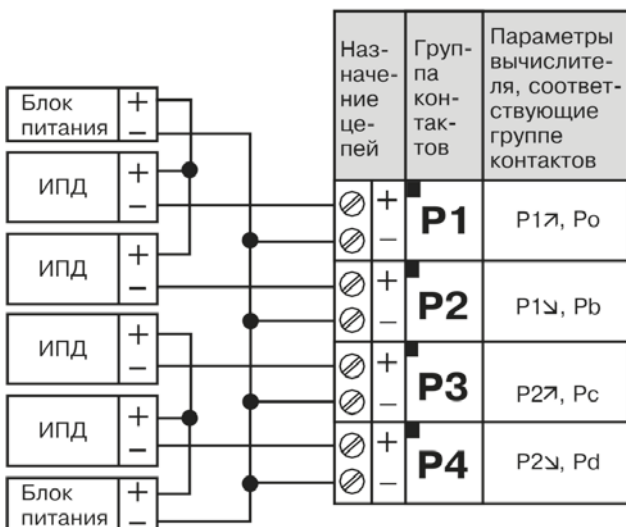 Наз-
наче-
ние
це-
пей
Груп-
па
кон-
так-
тов
Параметры
вычислите-
ля, соответ-
ствующие
группе
контактов
Блок
питания
+
–
ИПД
+
–
ИПД
+
–
ИПД
+
–
ИПД
+
–
Блок
питания
+
–
+
–
P1
P1↗, Po
+
–
P2
P1↘, Pb
+
–
P3
P2↗, Pc
+
–
P4
P2↘, Pd